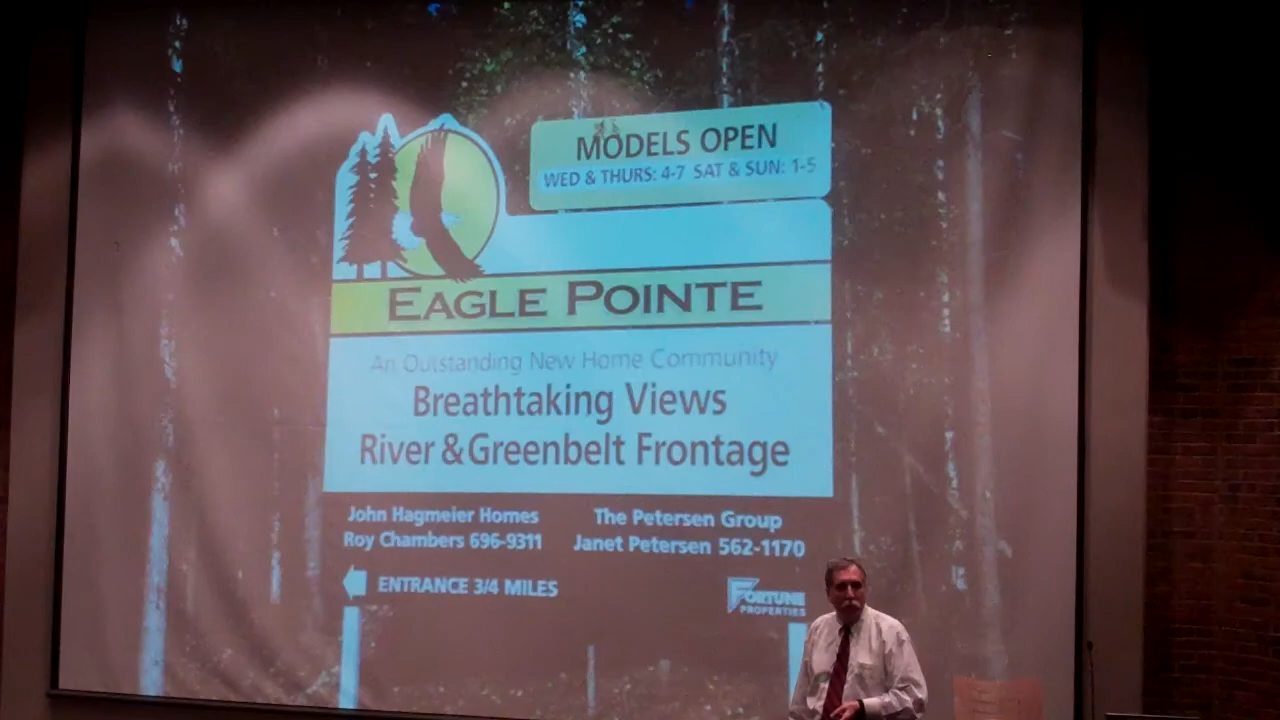 MODELS OPEN
WED & THURS: 4-7 SAT & SUN: 1-5
EAGLE POINTE
An Outstanding New Home Community
Breathtaking Views
River & Greenbelt Frontage
John Hagmeier Homes
Roy Chambers 696-9311
The Petersen Group
Janet Petersen 562-1170
ENTRANCE 3/4 MILES
FORTUNE
PROPERTIES